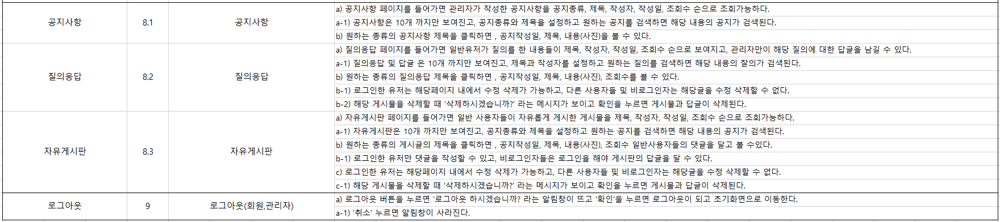 공지사항
8.1
공지사항
a) 공지사항 페이지를 들어가면 관리자가 작성한 공지사항을 공지종류, 제목, 작성자, 작성일, 조회수 순으로 조회가능하다.
a-1) 공지사항은 10개 까지만 보여진고, 공지종류와 제목을 설정하고 원하는 공지를 검색하면 해당 내용의 공지가 검색된다.
b) 원하는 종류의 공지사항 제목을 클릭하면 , 공지작성일, 제목, 내용(사진)을 볼 수 있다.
질의응답
8.2
질의응답
a) 질의응답 페이지를 들어가면 일반유저가 질의를 한 내용들이 제목, 작성자, 작성일, 조회수 순으로 보여지고, 관리자만이 해당 질의에 대한 답글을 남길 수 있다.
a-1) 질의응답 및 답글 은 10개 까지만 보여진고, 제목과 작성자를 설정하고 원하는 질의를 검색하면 해당 내용의 잘의가 검색된다.
b) 원하는 종류의 질의응답 제목을 클릭하면 , 공지작성일, 제목, 내용(사진), 조회수를 볼 수 있다.
b-1) 로그인한 유저는 해당페이지 내에서 수정 삭제가 가능하고, 다른 사용자들 및 비로그인자는 해당글을 수정 삭제할 수 없다.
b-2) 해당 게시물을 삭제할 때 '삭제하시겠습니까?' 라는 메시지가 보이고 확인을 누르면 게시물과 답글이 삭제된다.
자유게시판
8.3
자유게시판
a) 자유게시판 페이지를 들어가면 일반 사용자들이 자유롭게 게시한 게시물을 제목, 작성자, 작성일, 조회수 순으로 조회가능하다.
a-1) 자유게시판은 10개 까지만 보여진고, 공지종류와 제목을 설정하고 원하는 공지를 검색하면 해당 내용의 공지가 검색된다.
b) 원하는 종류의 게시글의 제목을 클릭하면 , 공지작성일, 제목, 내용(사진), 조회수 일반사용자들의 댓글을 달고 볼 수있다.
b-1) 로그인한 유저만 댓글을 작성할 수 있고, 비로그인자들은 로그인을 해야 게시판의 답글을 달 수 있다.
c) 로그인한 유저는 해당페이지 내에서 수정 삭제가 가능하고, 다른 사용자들 및 비로그인자는 해당글을 수정 삭제할 수 없다.
c-1) 해당 게시물을 삭제할 때 '삭제하시겠습니까?' 라는 메시지가 보이고 확인을 누르면 게시물과 답글이 삭제된다.
로그아웃
9
로그아웃(회원,관리자)
a) 로그아웃 버튼을 누르면 '로그아웃 하시겠습니까? 라는 알림창이 뜨고 '확인'을 누르면 로그아웃이 되고 초기화면으로 이동한다.
a-1) '취소' 누르면 알림창이 사라진다.